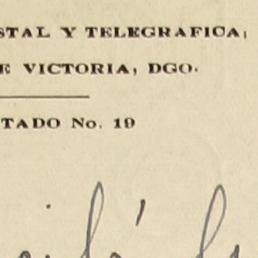 STAL Y TELEGRAFICA,
E VICTORIA, DGO.
TADO No. 19